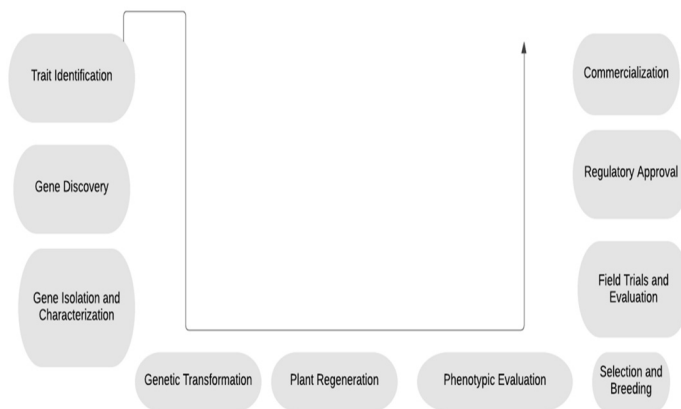 Trait Identification
Gene Discovery
Gene Isolation and
Characterization
Genetic Transformation
Plant Regeneration
Phenotypic Evaluation
Selection and
Breeding
Field Trials and
Evaluation
Regulatory Approval
Commercialization